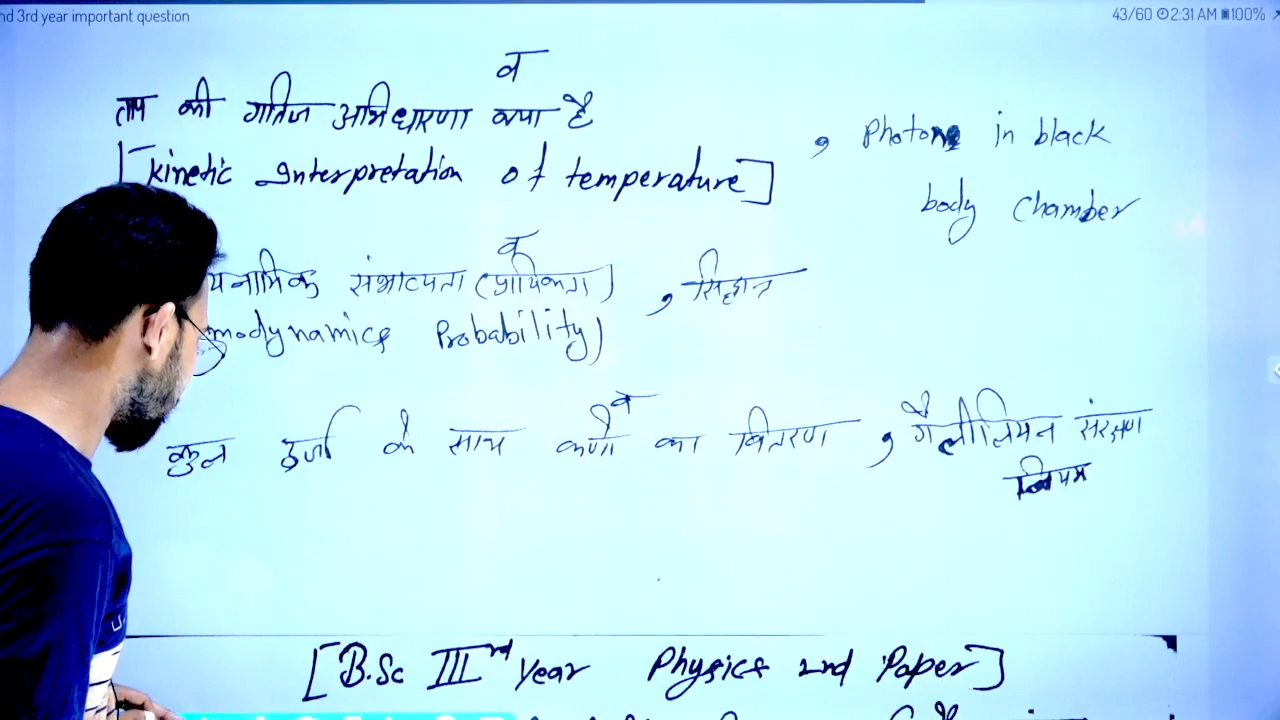 nd 3rd year important question
43/60 2:31 AM 100%
व
ताप की गतिज अभिधारणा क्या है
, Photons in black
[kinetic Interpretation of temperature]
body Chamber
व
यनामिक संभाव्यता (प्रायिकता) , सिद्धान्त
modynamics Probability)
व
कुल ऊर्जा के साथ कणों का वितरण , गैलीलियन संरक्षण
नियम
[B.Sc IIIrd Year Physics 2nd Paper]